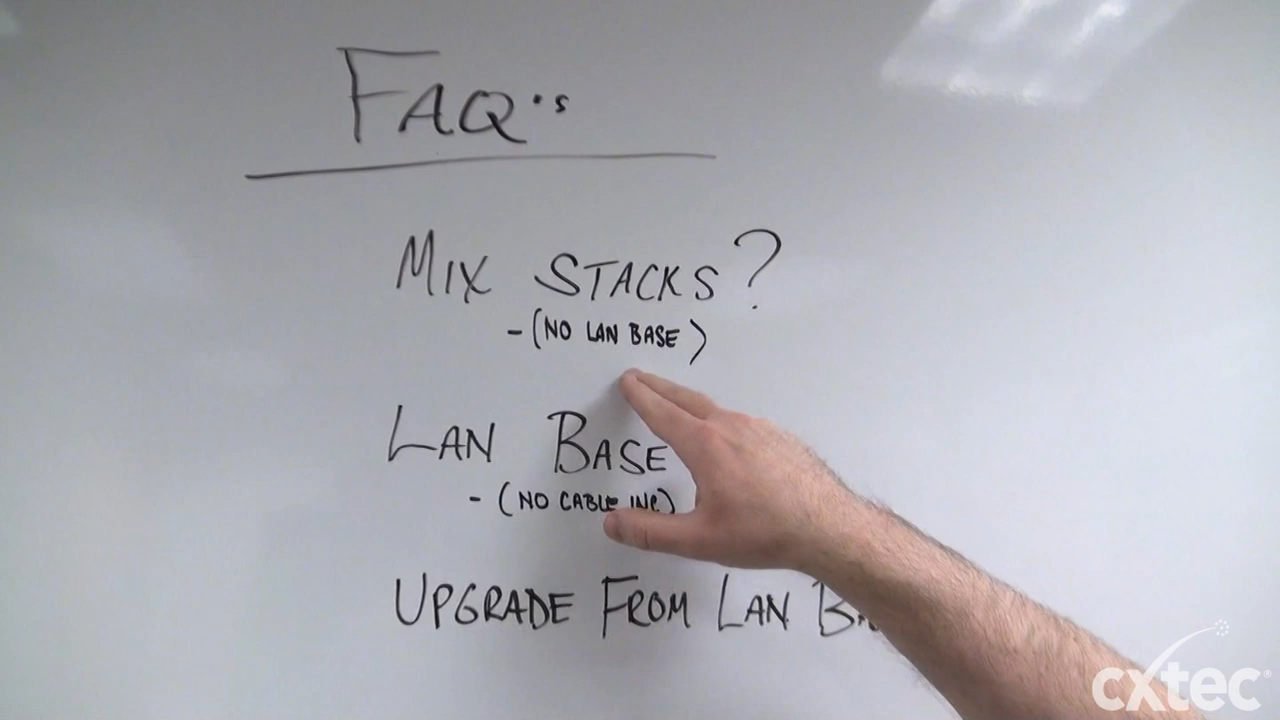 FAQ's
MIX STACKS?
- (NO LAN BASE)
LAN BASE
- (NO CABLE INC)
UPGRADE FROM LAN
cxtec